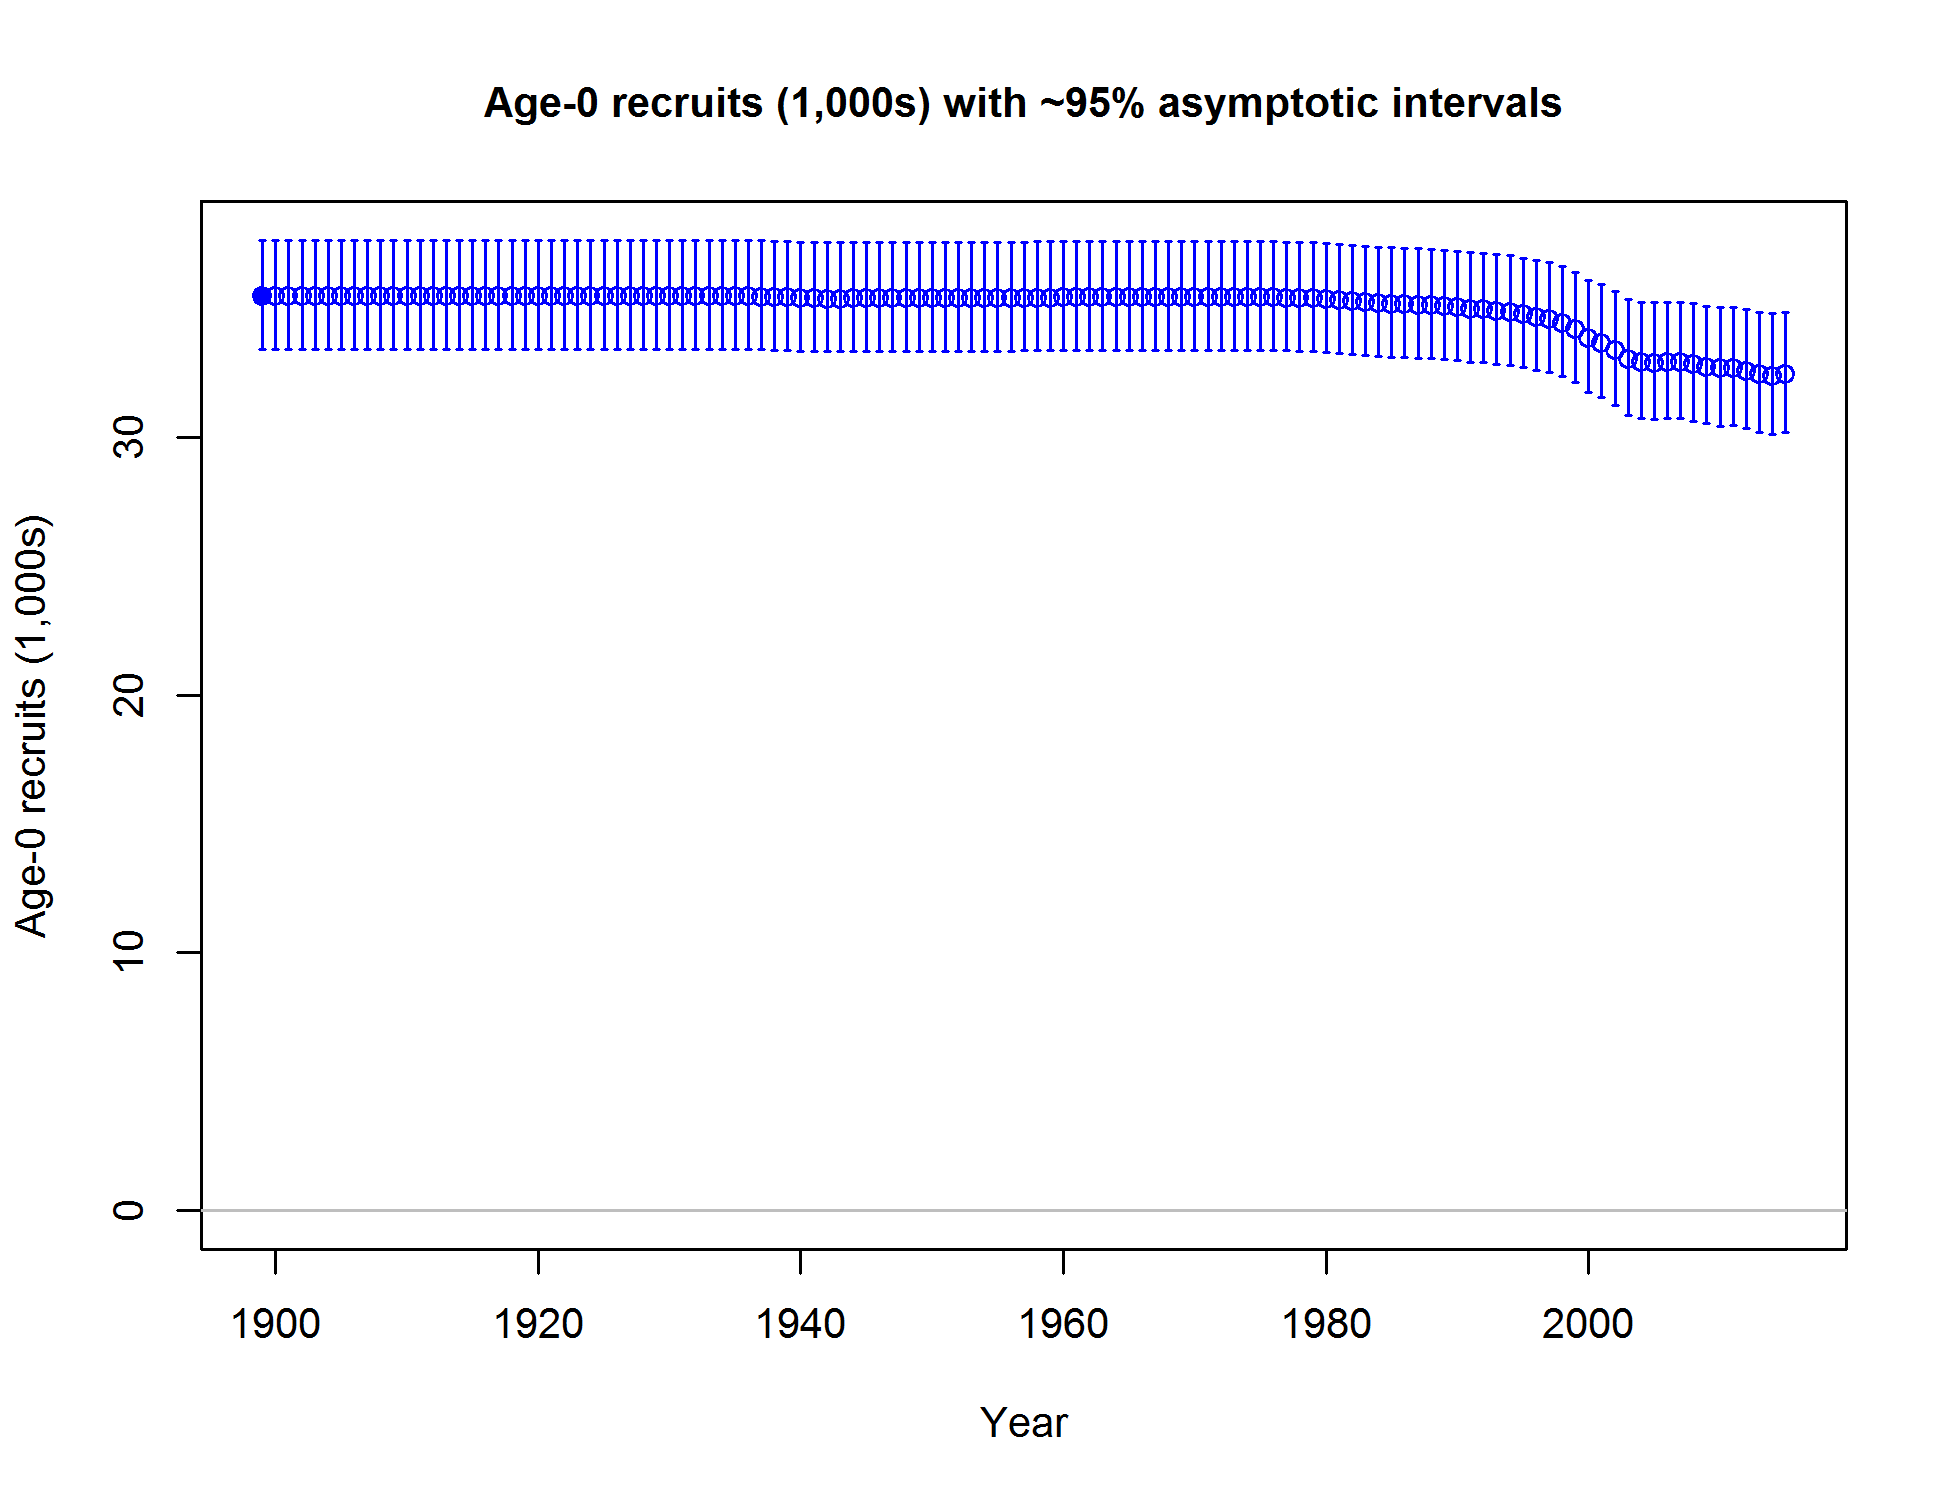 Age-0 recruits (1,000s) with ~95% asymptotic intervals
Age-0 recruits (1,000s)
30
20
10
0
1900 1920 1940 1960 1980 2000
Year